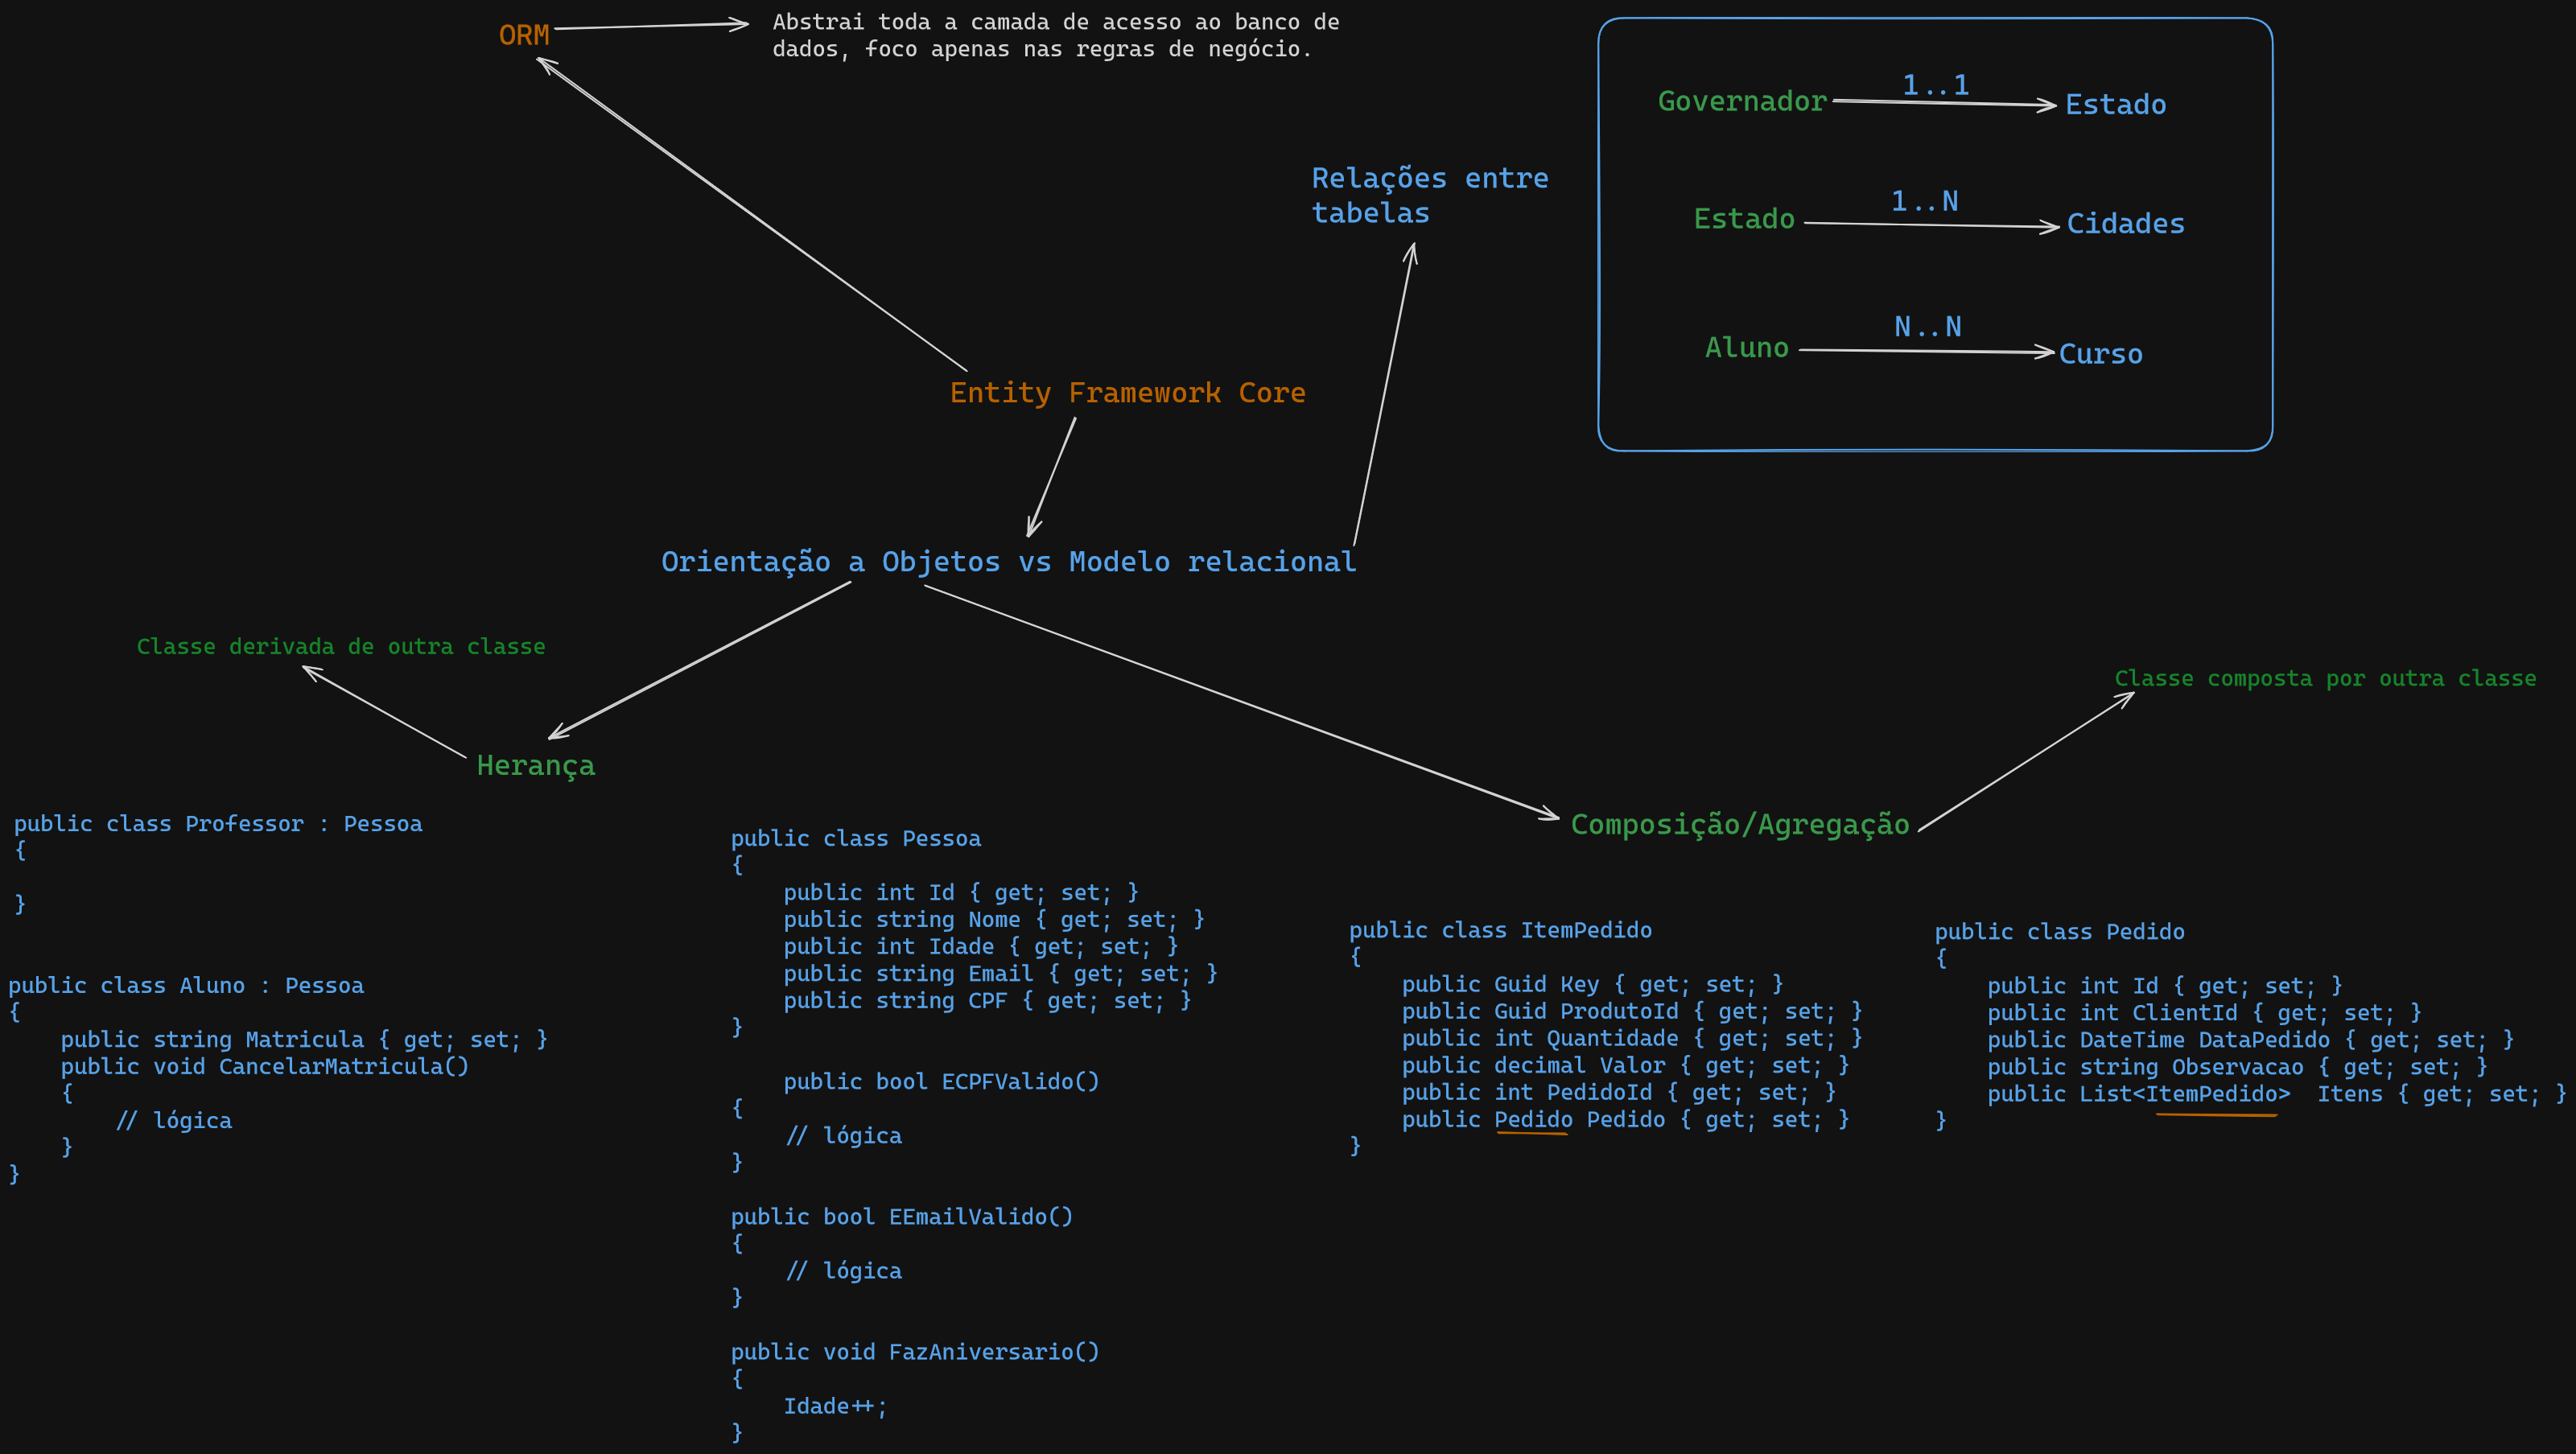 ORM
Abstrai toda a camada de acesso ao banco de
dados, foco apenas nas regras de negócio.
Governador
1..1
Estado
Relações entre
tabelas
Estado
1..N
Cidades
Aluno
N..N
Curso
Entity Framework Core
Orientação a Objetos vs Modelo relacional
Classe derivada de outra classe
Classe composta por outra classe
Herança
Composição/Agregação
public class Professor : Pessoa
{
}
public class Aluno : Pessoa
{
    public string Matricula { get; set; }
    public void CancelarMatricula()
    {
        // lógica
    }
}
public class Pessoa
{
    public int Id { get; set; }
    public string Nome { get; set; }
    public int Idade { get; set; }
    public string Email { get; set; }
    public string CPF { get; set; }
}
    public bool ECPFValido()
{
    // lógica
}
public bool EEmailValido()
{
    // lógica
}
public void FazAniversario()
{
    Idade++;
}
public class ItemPedido
{
    public Guid Key { get; set; }
    public Guid ProdutoId { get; set; }
    public int Quantidade { get; set; }
    public decimal Valor { get; set; }
    public int PedidoId { get; set; }
    public Pedido Pedido { get; set; }
}
public class Pedido
{
    public int Id { get; set; }
    public int ClientId { get; set; }
    public DateTime DataPedido { get; set; }
    public string Observacao { get; set; }
    public List<ItemPedido>  Itens { get; set; }
}